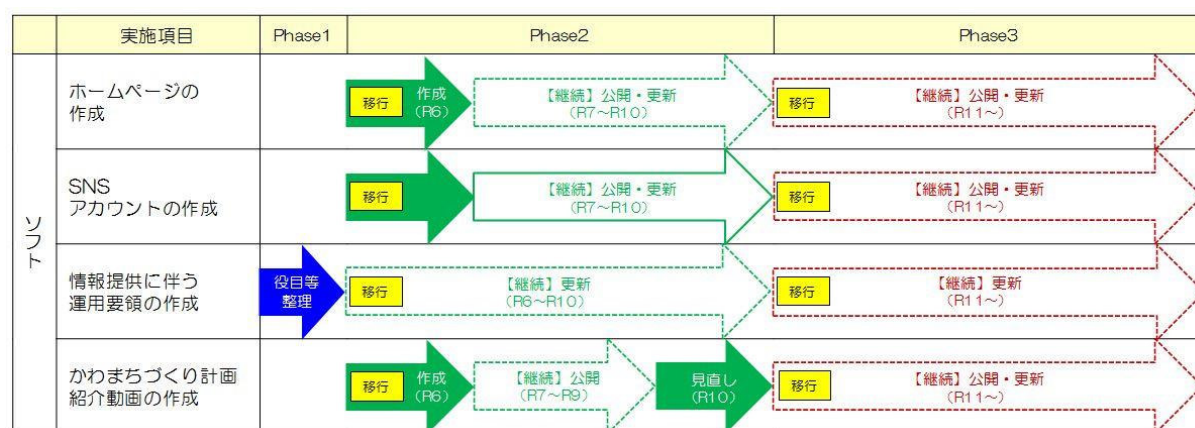 実施項目
Phase1
Phase2
Phase3
ソフト
ホームページの
作成
移行
作成
(R6)
【継続】公開・更新
(R7～R10)
移行
【継続】公開・更新
(R11～)
SNS
アカウントの作成
移行
【継続】公開・更新
(R7～R10)
移行
【継続】公開・更新
(R11～)
情報提供に伴う
運用要領の作成
役目等
整理
移行
【継続】更新
(R6～R10)
移行
【継続】更新
(R11～)
かわまちづくり計画
紹介動画の作成
移行
作成
(R6)
【継続】公開
(R7～R9)
見直し
(R10)
移行
【継続】公開・更新
(R11～)